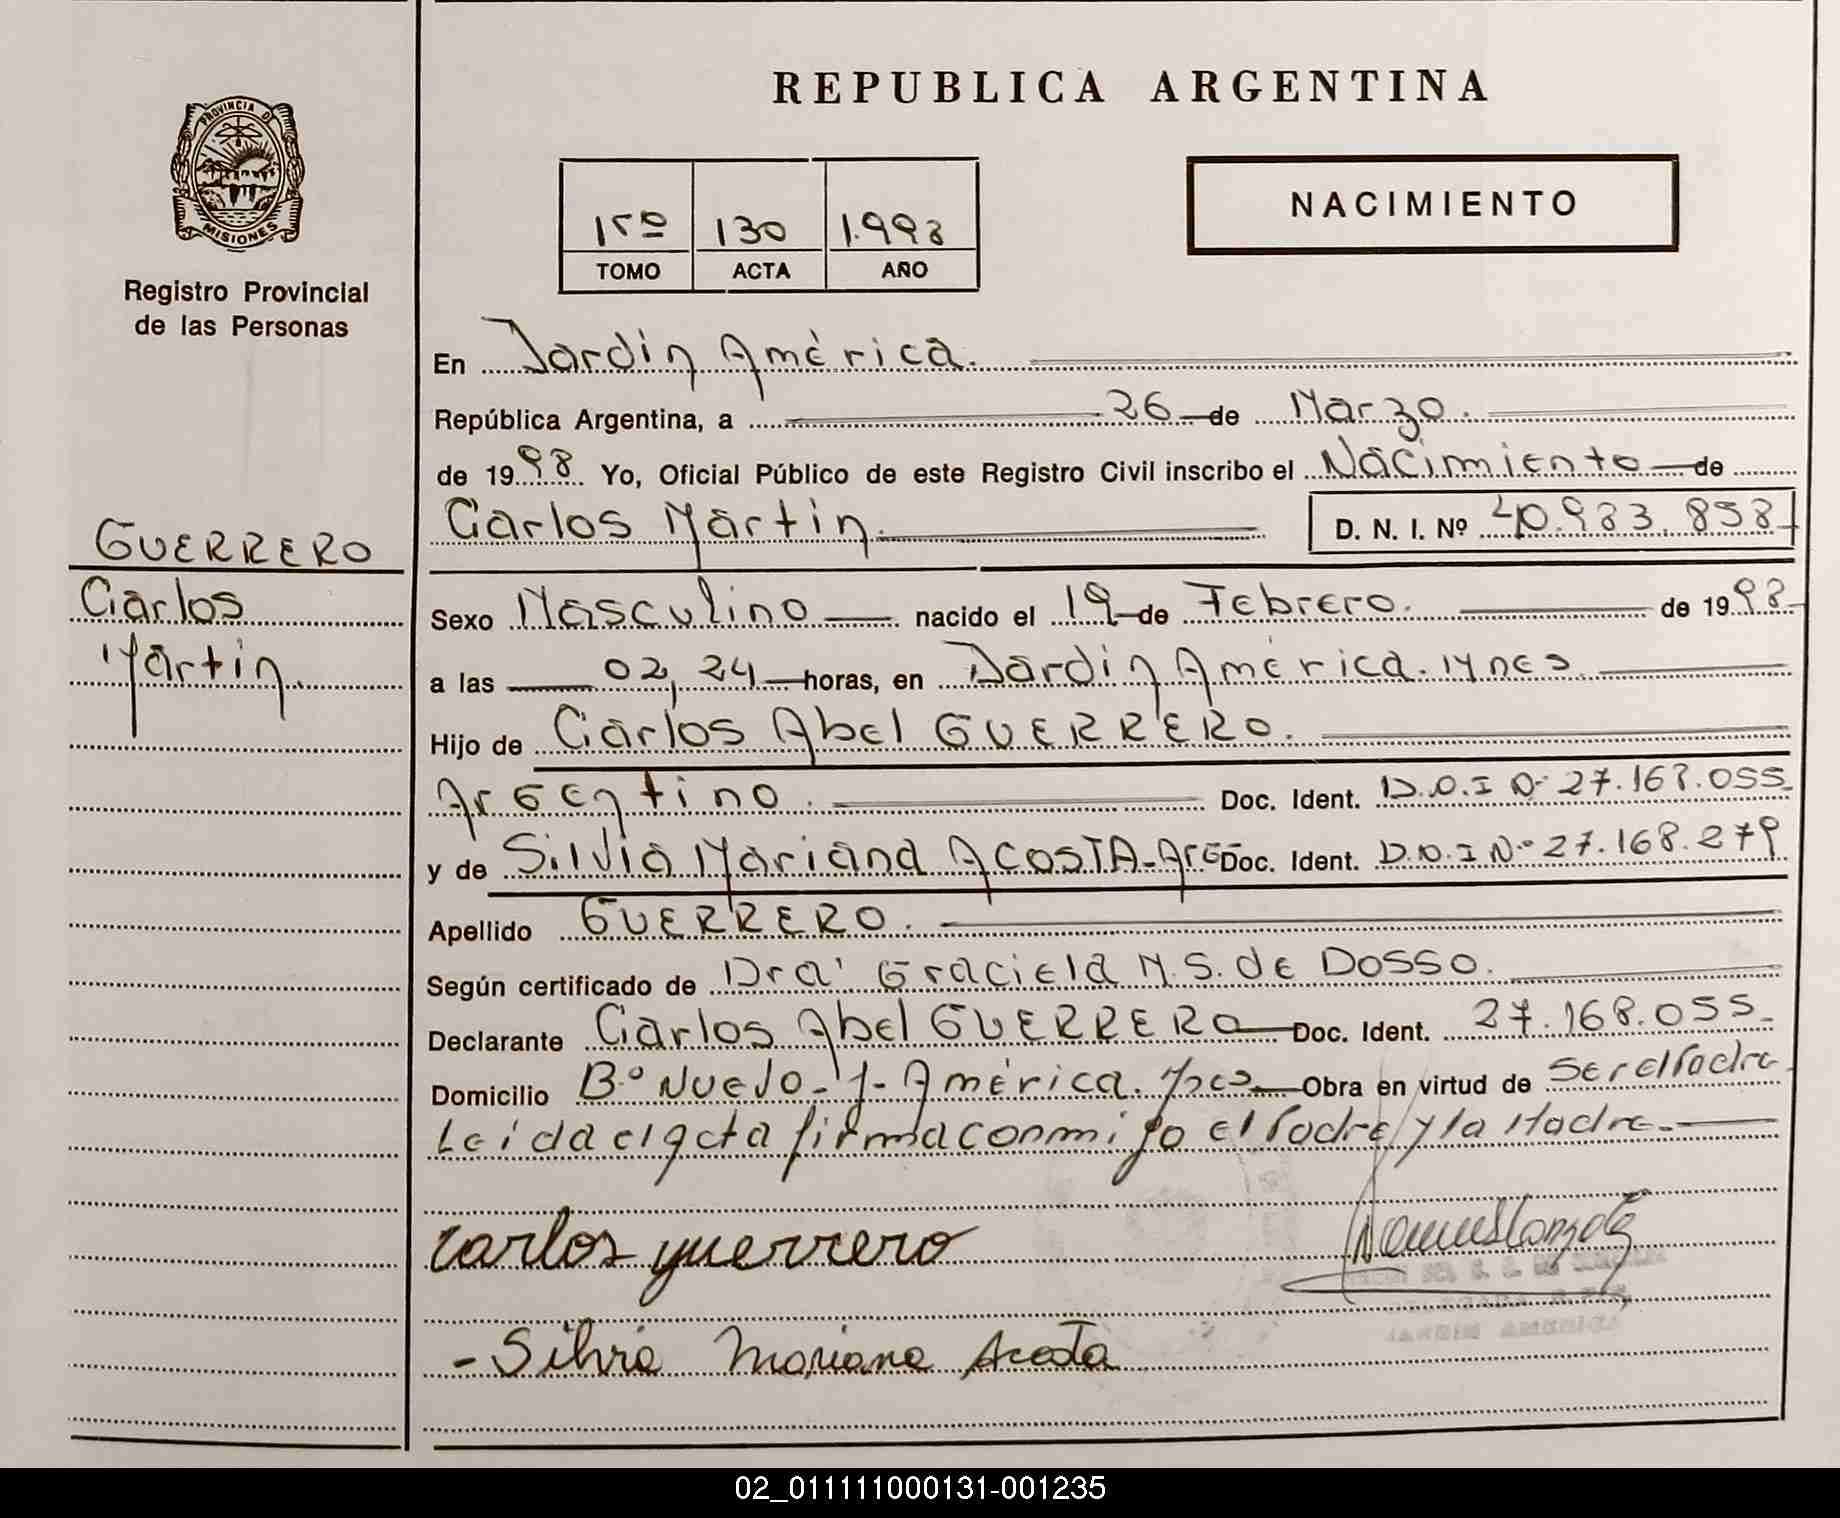 PROVINCIA DE
MISIONES
Registro Provincial
de las Personas
GUERRERO
Carlos
Martin.
REPUBLICA ARGENTINA
1rº 130 1.998
TOMO ACTA AÑO
NACIMIENTO
En Jardin América.
República Argentina, a 26 de Marzo.
de 1998 Yo, Oficial Público de este Registro Civil inscribo el Nacimiento de
Carlos Martin. D. N. I. Nº 40.983.858
Sexo Masculino nacido el 19 de Febrero. de 1998
a las 02,24 horas, en Jardin América. Mnes.
Hijo de Carlos Abel GUERRERO.
Argentino. Doc. Ident. D.N.I Nº 27.168.055
y de Silvia Mariana ACOSTA-Arg Doc. Ident. D.N.I Nº 27.168.279
Apellido GUERRERO.
Según certificado de Dra' Graciela M.S. de DOSSO.
Declarante Carlos Abel GUERRERO Doc. Ident. 27.168.055
Domicilio Bº NUEVO-J-América. Mnes Obra en virtud de Ser el Padre
Leida el acta firma conmigo el Padre y la Madre.
Carlos guerrero
-Silvia Mariana Acosta
JARDIN AMERICA
02_011111000131-001235